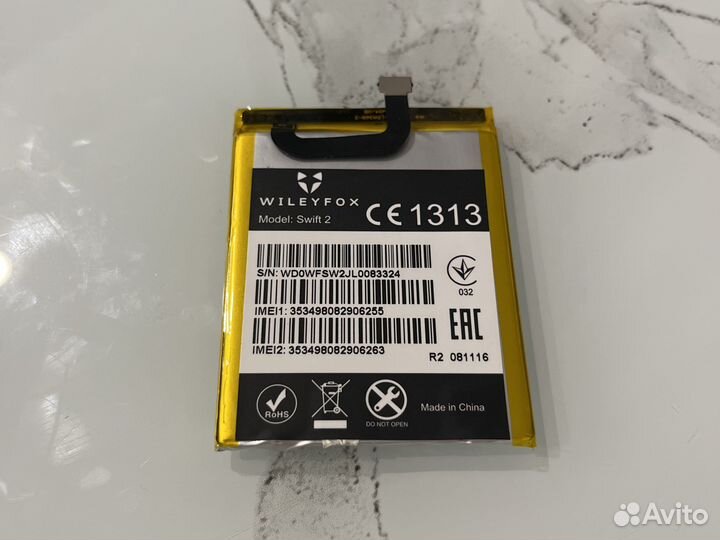 WILEYFOX
Model: Swift 2
CE 1313
S/N: WD0WFSW2JL0083324
032
IMEI1: 353498082906255
EAC
IMEI2: 353498082906263
R2 081116
RoHS
DO NOT OPEN
Made in China
Avito